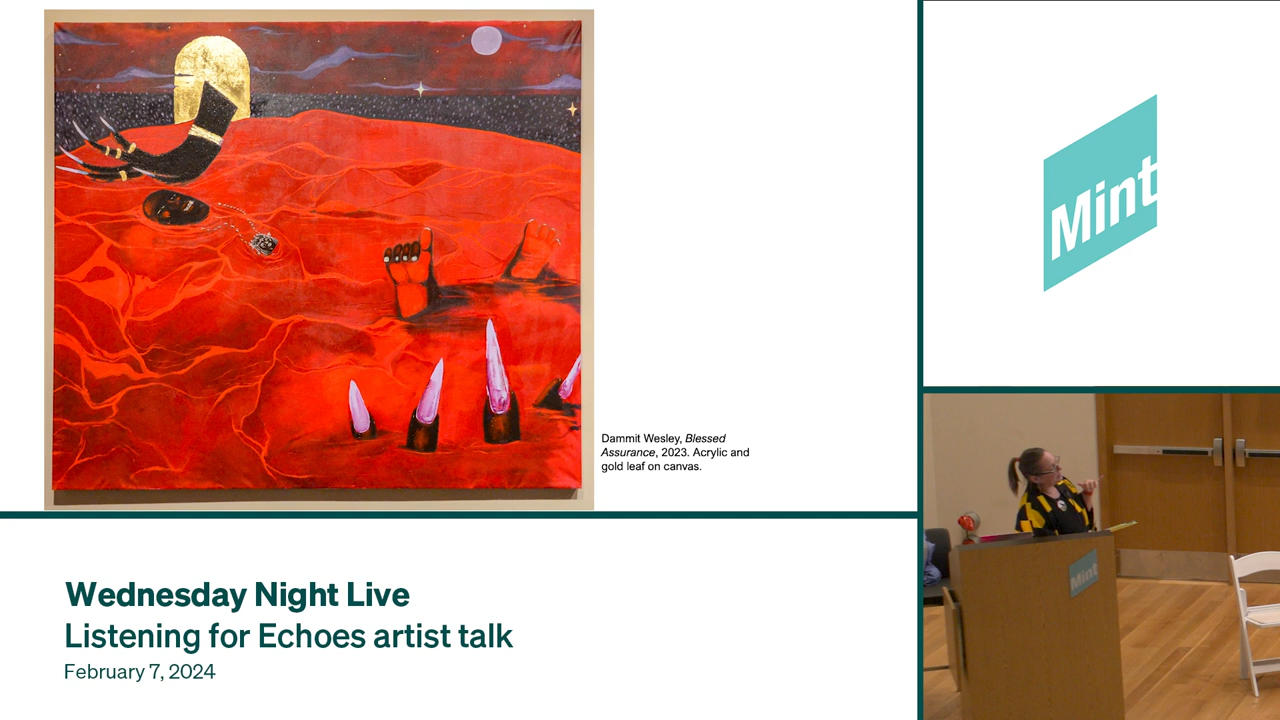 Dammit Wesley, Blessed
Assurance, 2023. Acrylic and
gold leaf on canvas.
Mint
Mint
Wednesday Night Live
Listening for Echoes artist talk
February 7, 2024